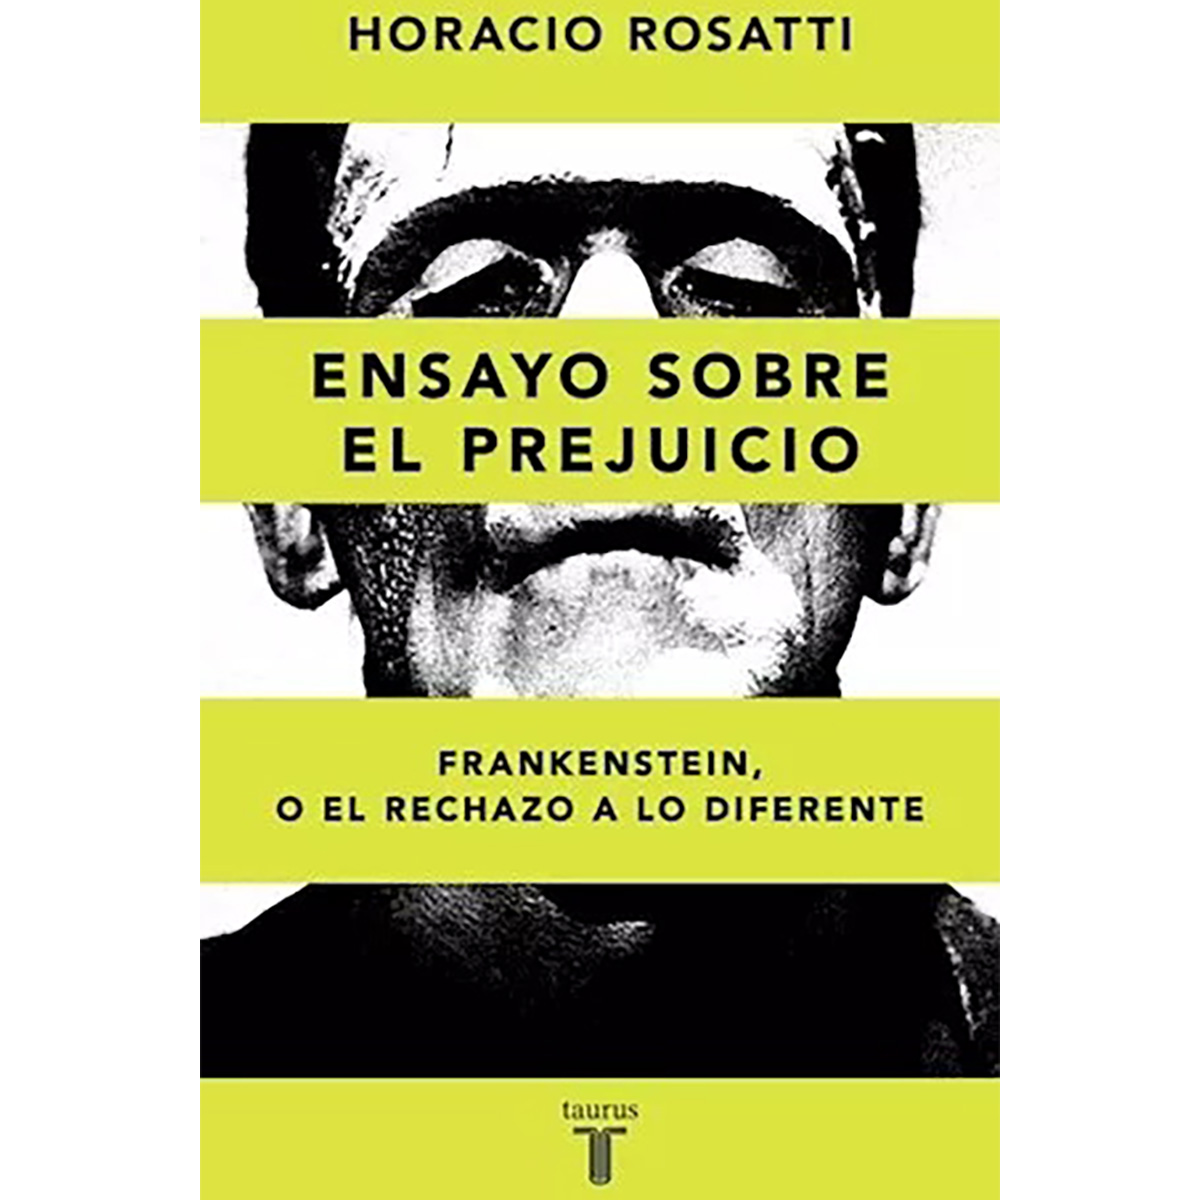 HORACIO ROSATTI
ENSAYO SOBRE
EL PREJUICIO
FRANKENSTEIN,
O EL RECHAZO A LO DIFERENTE
taurus